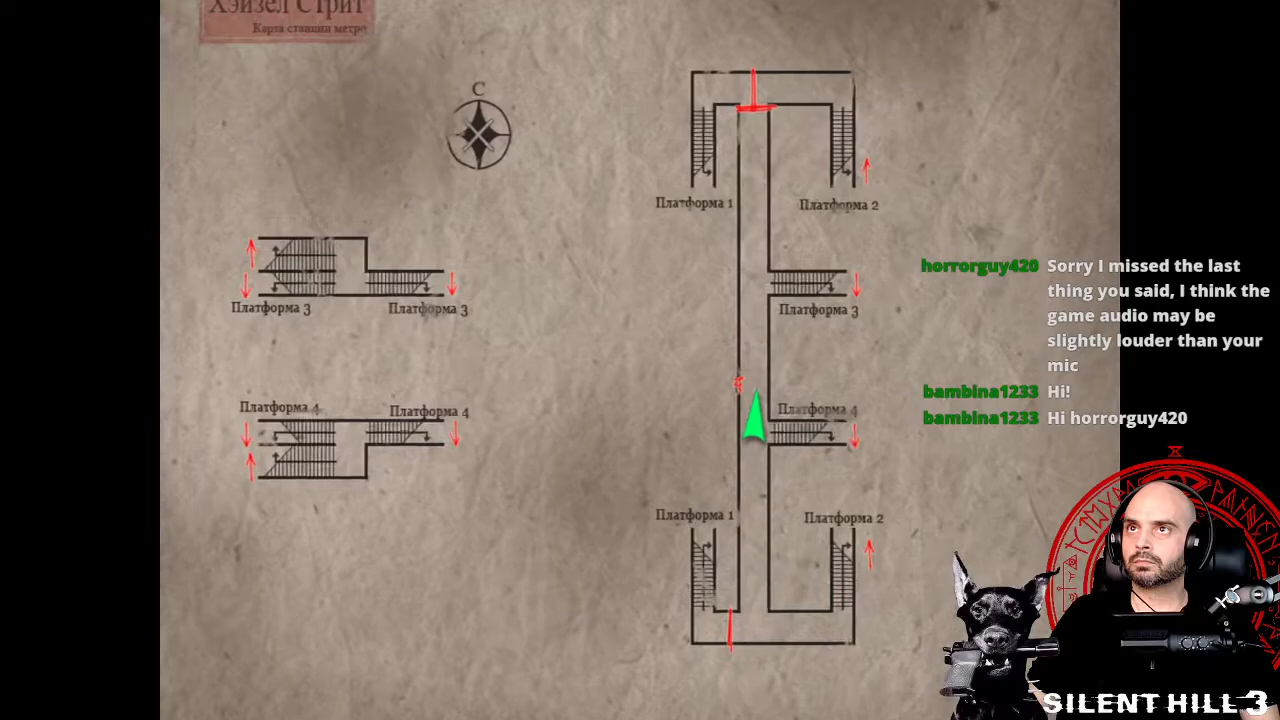 Хэйзел Стрит
Карта станции метро
С
Платформа 1
Платформа 2
Платформа 3
Платформа 3
Платформа 3
Платформа 4
Платформа 4
Платформа 4
Платформа 1
Платформа 2
horrorguy420 Sorry I missed the last
thing you said, I think the
game audio may be
slightly louder than your
mic
bambina1233 Hi!
bambina1233 Hi horrorguy420
SILENT HILL 3